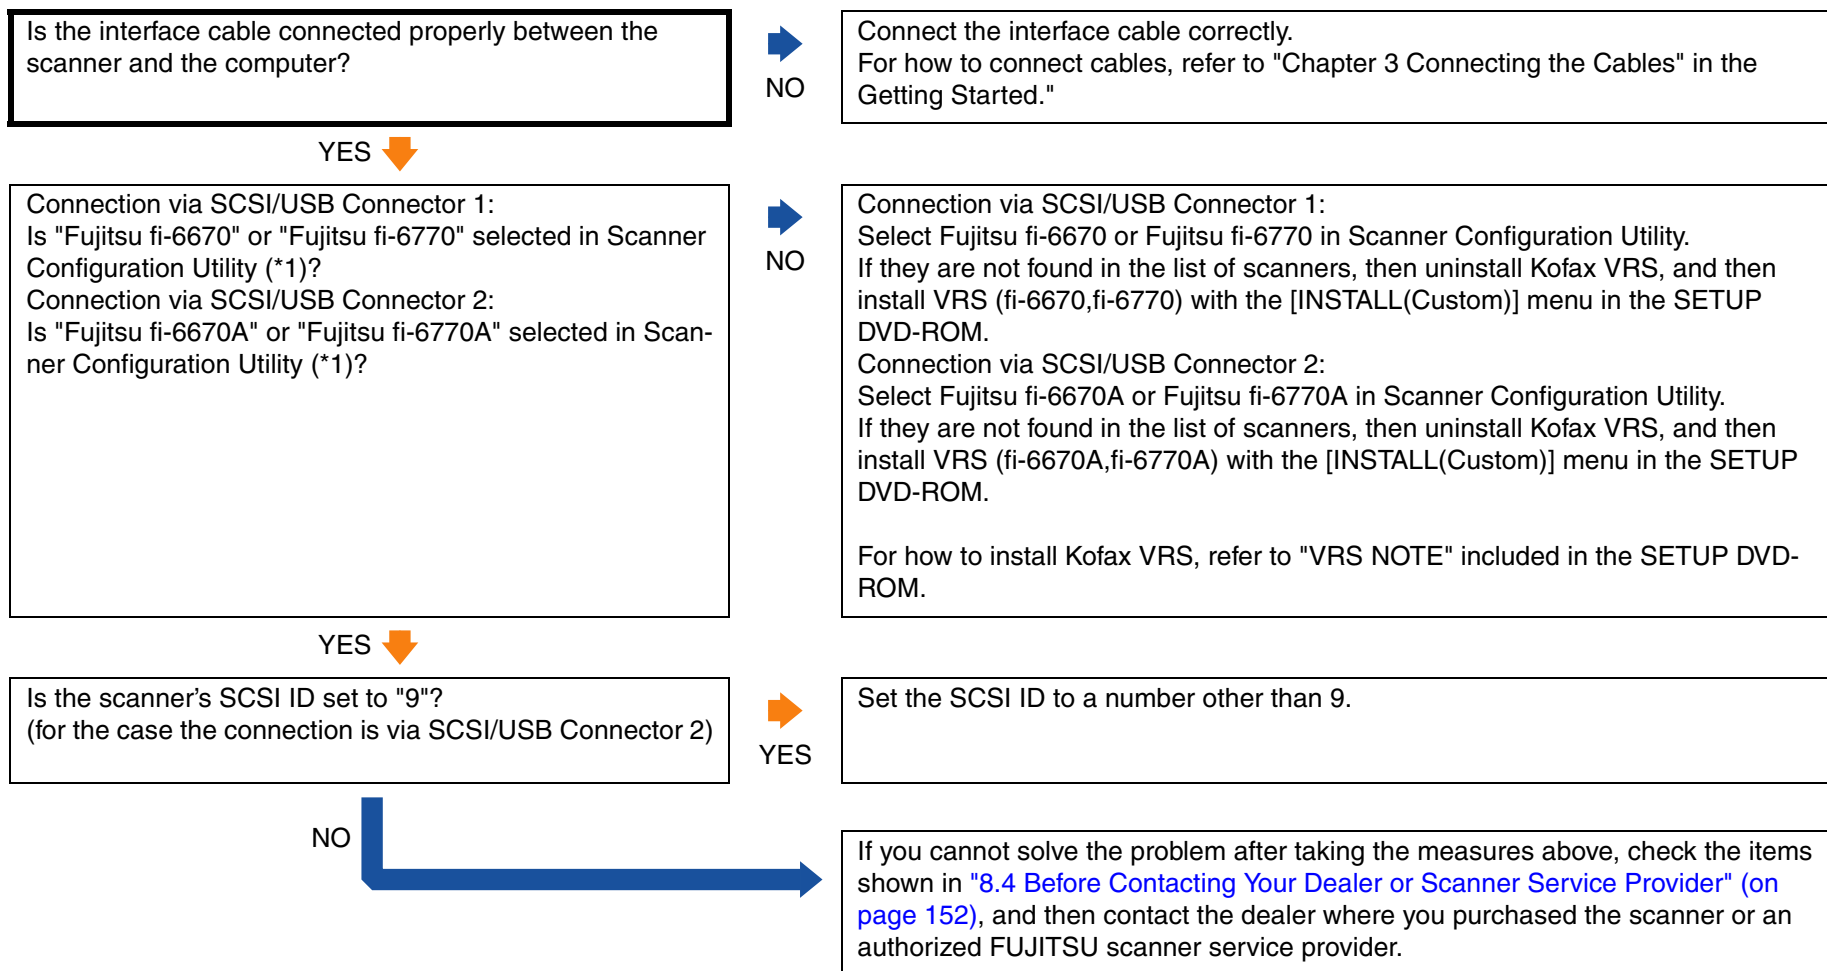 Is the interface cable connected properly between the
scanner and the computer?
NO
Connect the interface cable correctly.
For how to connect cables, refer to "Chapter 3 Connecting the Cables" in the
Getting Started."
YES
Connection via SCSI/USB Connector 1:
Is "Fujitsu fi-6670" or "Fujitsu fi-6770" selected in Scanner
Configuration Utility (*1)?
Connection via SCSI/USB Connector 2:
Is "Fujitsu fi-6670A" or "Fujitsu fi-6770A" selected in Scan-
ner Configuration Utility (*1)?
NO
Connection via SCSI/USB Connector 1:
Select Fujitsu fi-6670 or Fujitsu fi-6770 in Scanner Configuration Utility.
If they are not found in the list of scanners, then uninstall Kofax VRS, and then
install VRS (fi-6670,fi-6770) with the [INSTALL(Custom)] menu in the SETUP
DVD-ROM.
Connection via SCSI/USB Connector 2:
Select Fujitsu fi-6670A or Fujitsu fi-6770A in Scanner Configuration Utility.
If they are not found in the list of scanners, then uninstall Kofax VRS, and then
install VRS (fi-6670A,fi-6770A) with the [INSTALL(Custom)] menu in the SETUP
DVD-ROM.
For how to install Kofax VRS, refer to "VRS NOTE" included in the SETUP DVD-
ROM.
YES
Is the scanner's SCSI ID set to "9"?
(for the case the connection is via SCSI/USB Connector 2)
YES
Set the SCSI ID to a number other than 9.
NO
If you cannot solve the problem after taking the measures above, check the items
shown in "8.4 Before Contacting Your Dealer or Scanner Service Provider" (on
page 152), and then contact the dealer where you purchased the scanner or an
authorized FUJITSU scanner service provider.